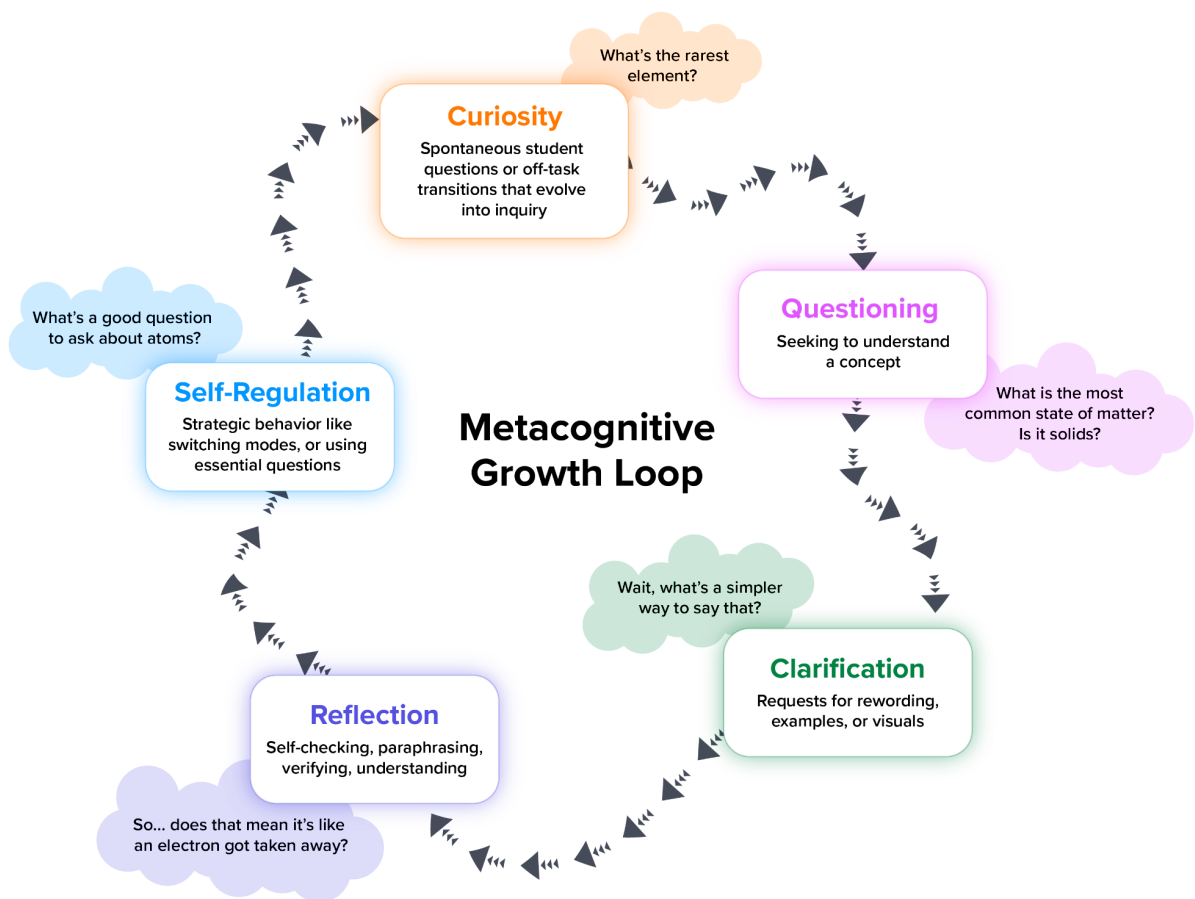 What's the rarest
element?
Curiosity
Spontaneous student
questions or off-task
transitions that evolve
into inquiry
Questioning
Seeking to understand
a concept
What is the most
common state of matter?
Is it solids?
What's a good question
to ask about atoms?
Self-Regulation
Strategic behavior like
switching modes, or using
essential questions
Metacognitive
Growth Loop
Wait, what's a simpler
way to say that?
Clarification
Requests for rewording,
examples, or visuals
Reflection
Self-checking, paraphrasing,
verifying, understanding
So... does that mean it's like
an electron got taken away?